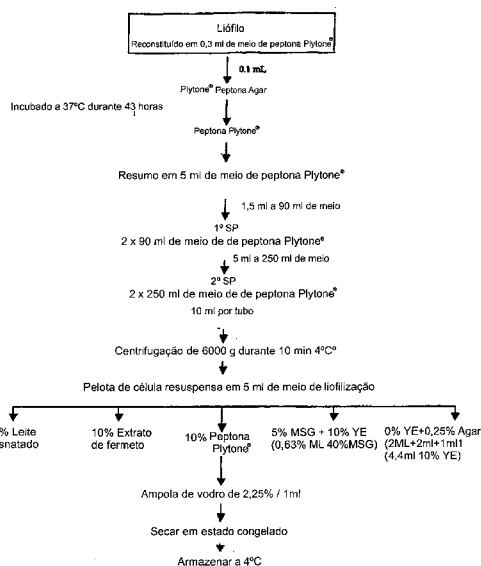 Liófilo
Reconstituído em 0,3 ml de meio de peptona Plytone®
0.1 mL
Plytone® Peptona Agar
Incubado a 37ºC durante 43 horas
Peptona Plytone®
Resumo em 5 ml de meio de peptona Plytone®
1,5 ml a 90 ml de meio
1º SP
2 x 90 ml de meio de de peptona Plytone®
5 ml a 250 ml de meio
2º SP
2 x 250 ml de meio de de peptona Plytone®
10 ml por tubo
Centrifugação de 6000 g durante 10 min 4ºCº
Pelota de célula resuspensa em 5 ml de meio de liofilização
% Leite
snatado
10% Extrato
de fermeto
10% Peptona
Plytone®
5% MSG + 10% YE
(0,63% ML 40%MSG)
0% YE+0,25% Agar
(2ML+2ml+1ml1
(4,4ml 10% YE)
Ampola de vodro de 2,25% / 1ml
Secar em estado congelado
Armazenar a 4ºC